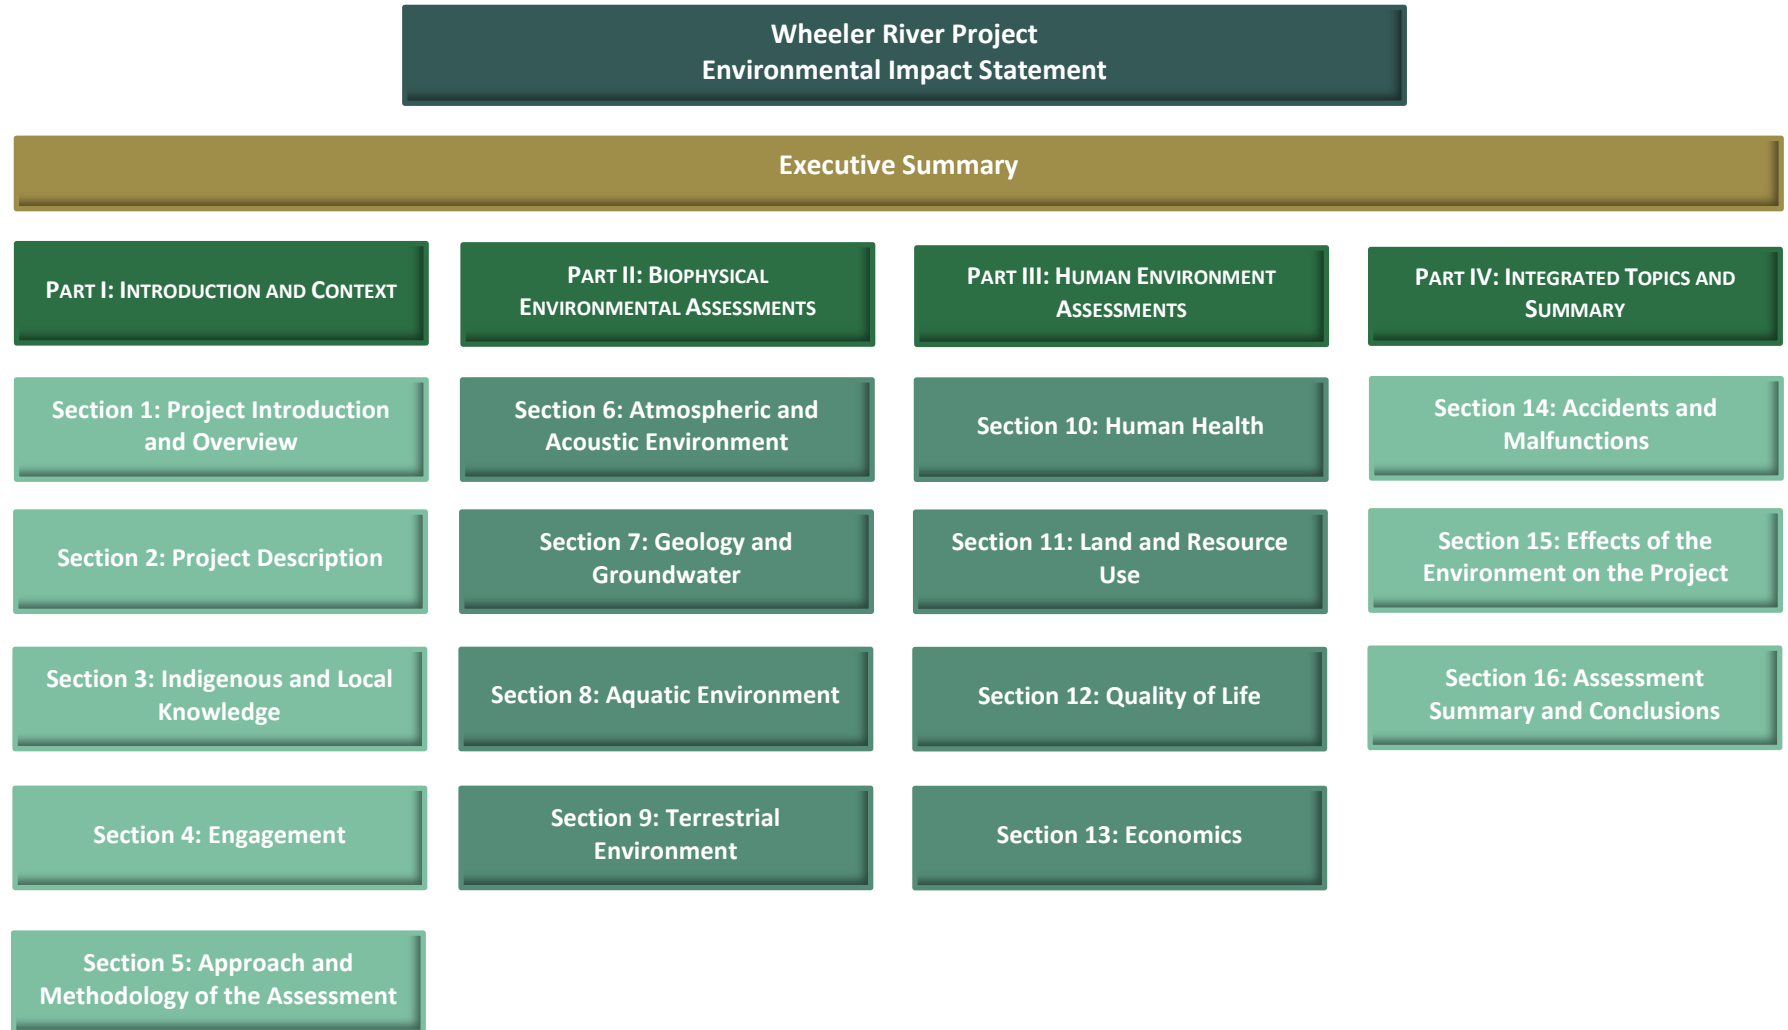 Wheeler River Project
Environmental Impact Statement
Executive Summary
PART I: INTRODUCTION AND CONTEXT
Section 1: Project Introduction
and Overview
Section 2: Project Description
Section 3: Indigenous and Local
Knowledge
Section 4: Engagement
Section 5: Approach and
Methodology of the Assessment
PART II: BIOPHYSICAL
ENVIRONMENTAL ASSESSMENTS
Section 6: Atmospheric and
Acoustic Environment
Section 7: Geology and
Groundwater
Section 8: Aquatic Environment
Section 9: Terrestrial
Environment
PART III: HUMAN ENVIRONMENT
ASSESSMENTS
Section 10: Human Health
Section 11: Land and Resource
Use
Section 12: Quality of Life
Section 13: Economics
PART IV: INTEGRATED TOPICS AND
SUMMARY
Section 14: Accidents and
Malfunctions
Section 15: Effects of the
Environment on the Project
Section 16: Assessment
Summary and Conclusions